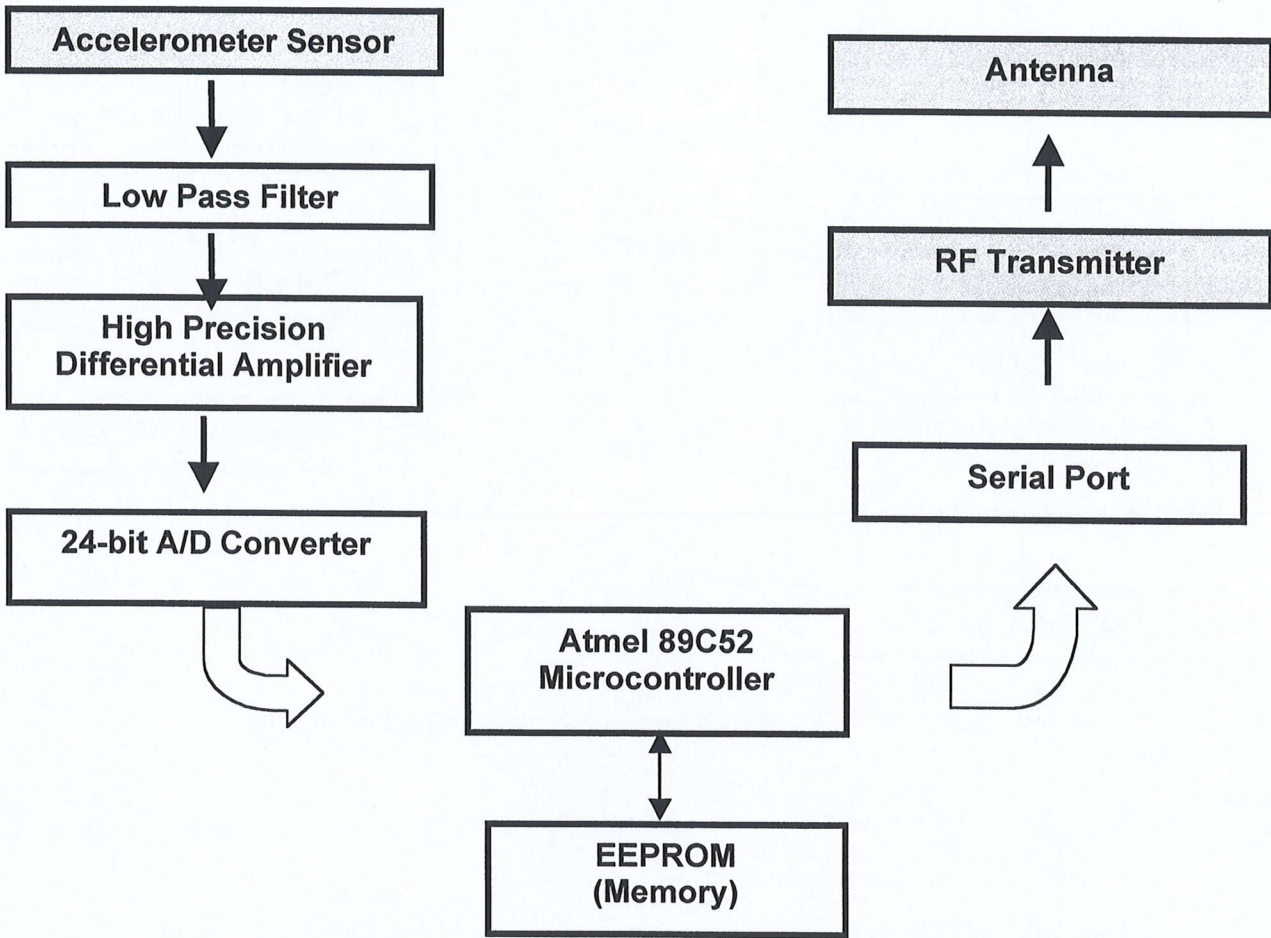 Accelerometer Sensor
Low Pass Filter
High Precision
Differential Amplifier
24-bit A/D Converter
Atmel 89C52
Microcontroller
EEPROM
(Memory)
Serial Port
RF Transmitter
Antenna